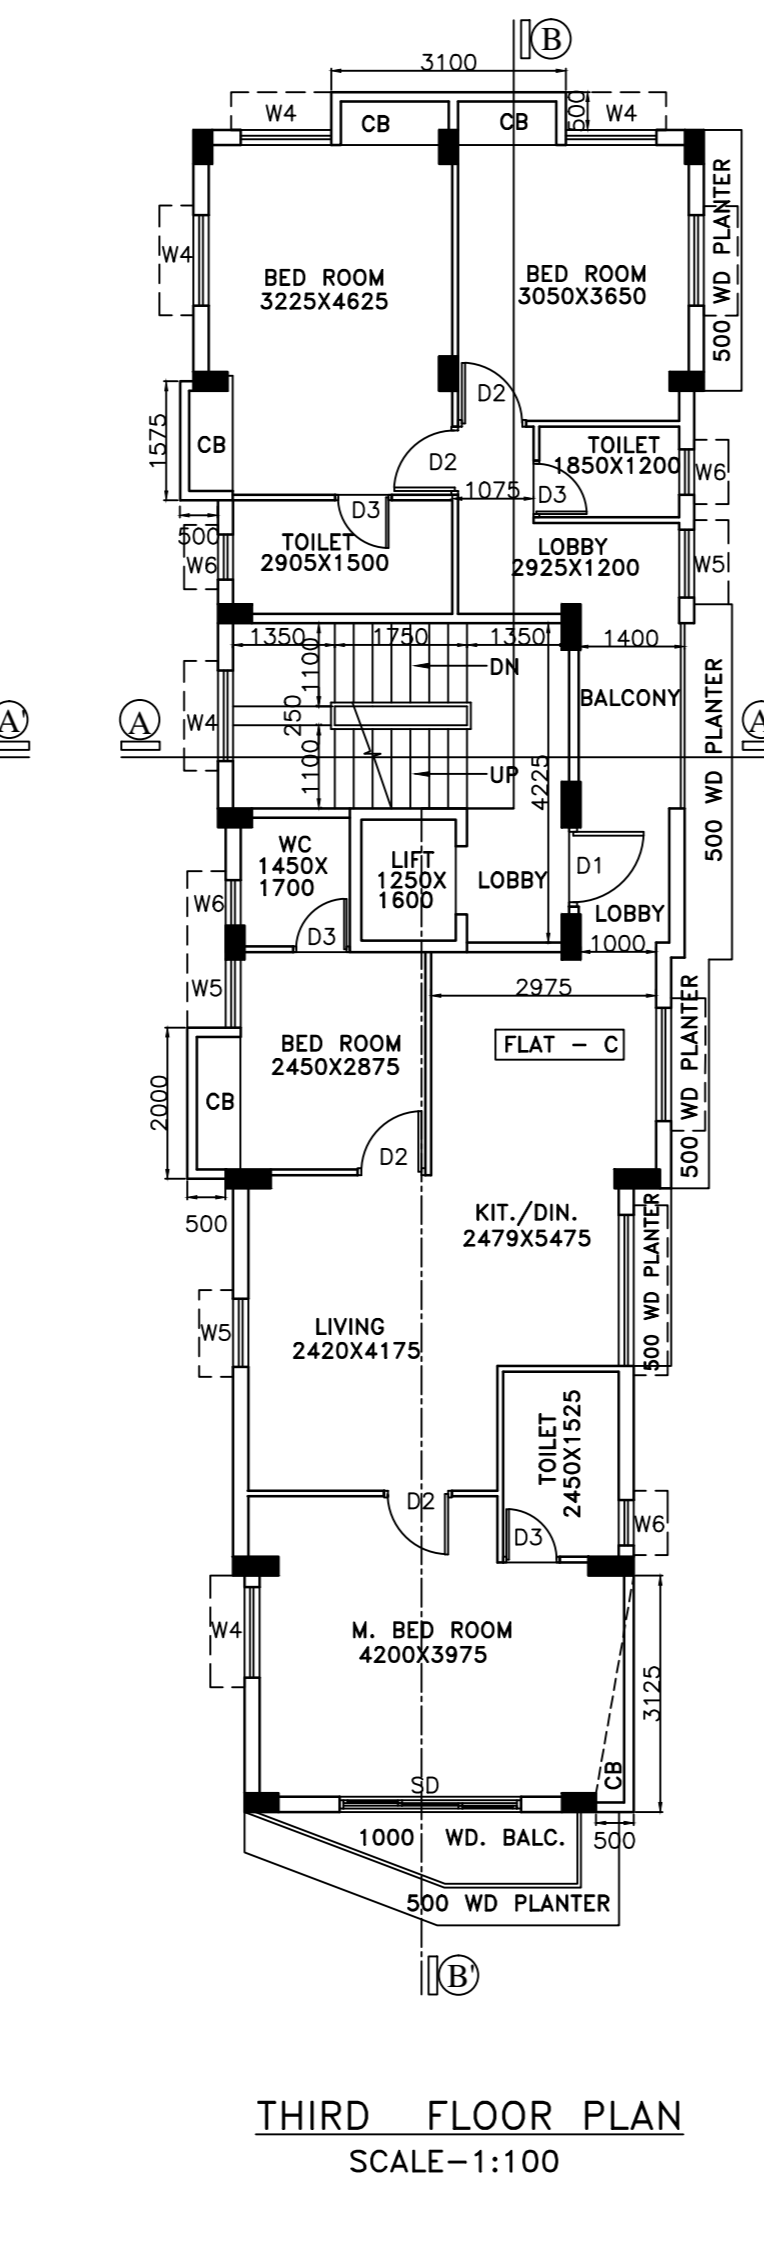 B
3100
W4
CB
CB
500
W4
500 WD PLANTER
W4
BED ROOM
3225X4625
BED ROOM
3050X3650
D2
1575
CB
D2
TOILET
1850X1200
W6
1075
D3
D3
500
W6
TOILET
2905X1500
LOBBY
2925X1200
W5
1350
1750
1350
1400
1100
DN
BALCONY
500 WD PLANTER
A'
A
W4
250
A
1100
UP
4225
WC
1450X
1700
LIFT
1250X
1600
D1
LOBBY
W6
D3
LOBBY
1000
W5
2975
500 WD PLANTER
BED ROOM
2450X2875
FLAT - C
2000
CB
D2
500
KIT./DIN.
2479X5475
500 WD PLANTER
W5
LIVING
2420X4175
TOILET
2450X1525
D2
D3
W6
W4
M. BED ROOM
4200X3975
3125
CB
SD
1000 WD. BALC.
500
500 WD PLANTER
B'
THIRD FLOOR PLAN
SCALE-1:100